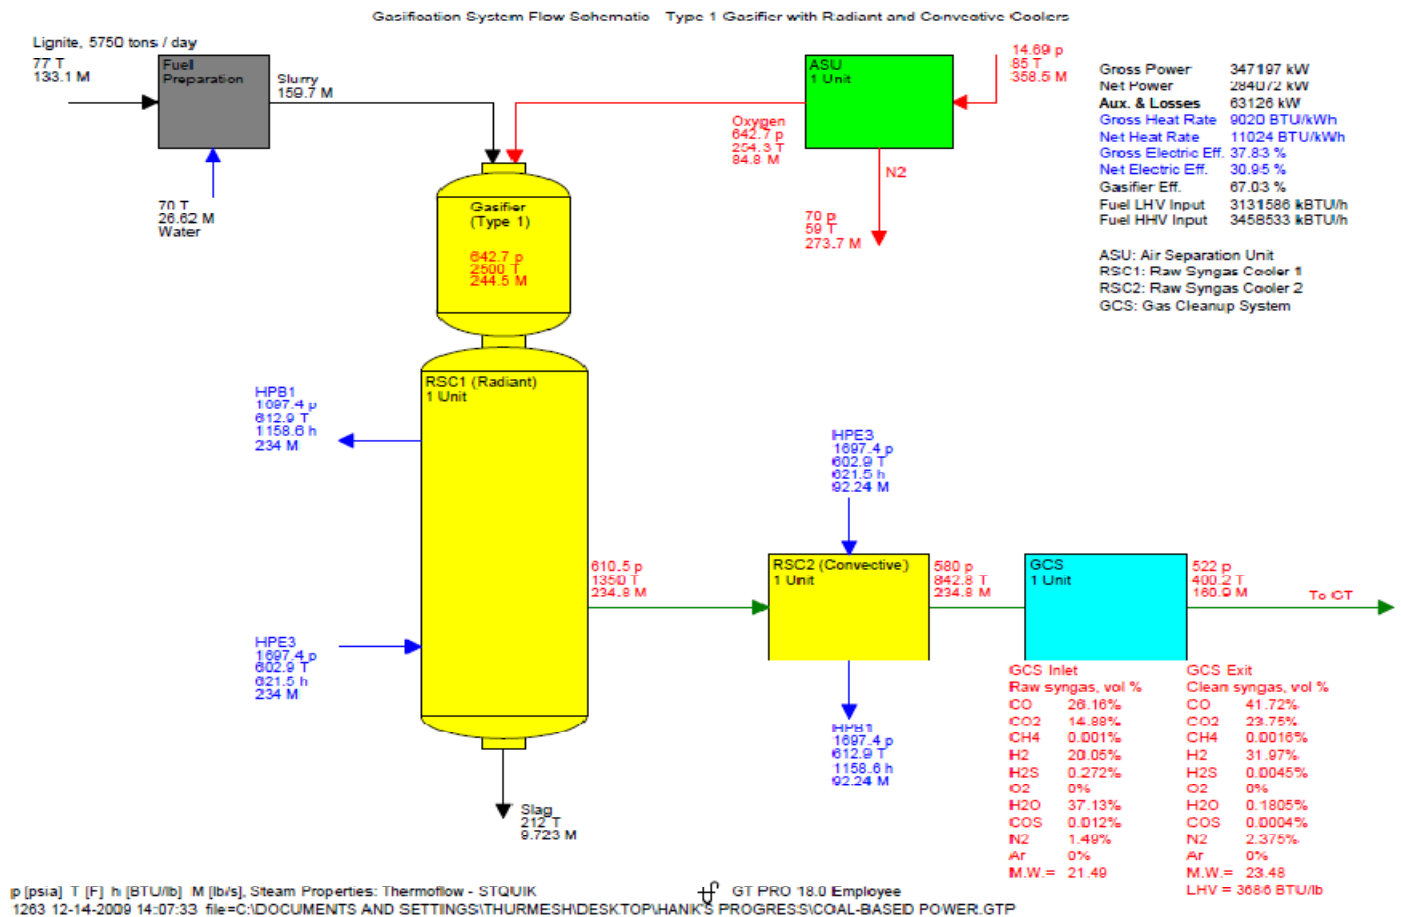 Gasification System Flow Schematic Type 1 Gasifier with Radiant and Convective Coolers
Lignite, 5750 tons / day
77 T
133.1 M
Fuel
Preparation
Slurry
159.7 M
70 T
26.62 M
Water
ASU
1 Unit
14.69 p
85 T
358.5 M
Oxygen
642.7 p
254.3 T
84.8 M
N2
70 p
59 T
273.7 M
Gross Power 347197 kW
Net Power 284072 kW
Aux. & Losses 63126 kW
Gross Heat Rate 9020 BTU/kWh
Net Heat Rate 11024 BTU/kWh
Gross Electric Eff. 37.83 %
Net Electric Eff. 30.95 %
Gasifier Eff. 67.03 %
Fuel LHV Input 3131586 kBTU/h
Fuel HHV Input 3458533 kBTU/h
ASU: Air Separation Unit
RSC1: Raw Syngas Cooler 1
RSC2: Raw Syngas Cooler 2
GCS: Gas Cleanup System
Gasifier
(Type 1)
642.7 p
2500 T
244.5 M
RSC1 (Radiant)
1 Unit
HPB1
1697.4 p
612.9 T
1158.6 h
234 M
HPE3
1697.4 p
602.9 T
621.5 h
234 M
610.5 p
1350 T
234.8 M
HPE3
1697.4 p
602.9 T
621.5 h
92.24 M
RSC2 (Convective)
1 Unit
580 p
842.8 T
234.8 M
HPB1
1697.4 p
612.9 T
1158.6 h
92.24 M
GCS
1 Unit
522 p
400.2 T
160.9 M
To GT
Slag
212 T
9.723 M
GCS Inlet
Raw syngas, vol %
CO 26.16%
CO2 14.88%
CH4 0.001%
H2 20.05%
H2S 0.272%
O2 0%
H2O 37.13%
COS 0.012%
N2 1.49%
Ar 0%
M.W.= 21.49
GCS Exit
Clean syngas, vol %
CO 41.72%
CO2 23.75%
CH4 0.0016%
H2 31.97%
H2S 0.0045%
O2 0%
H2O 0.1805%
COS 0.0004%
N2 2.375%
Ar 0%
M.W.= 23.48
LHV = 3686 BTU/lb
p [psia] T [F] h [BTU/lb] M [lb/s], Steam Properties: Thermoflow - STQUIK
GT PRO 18.0 Employee
1263 12-14-2009 14:07:33 file=C:\DOCUMENTS AND SETTINGS\THURMESH\DESKTOP\HANK'S PROGRESS\COAL-BASED POWER.GTP